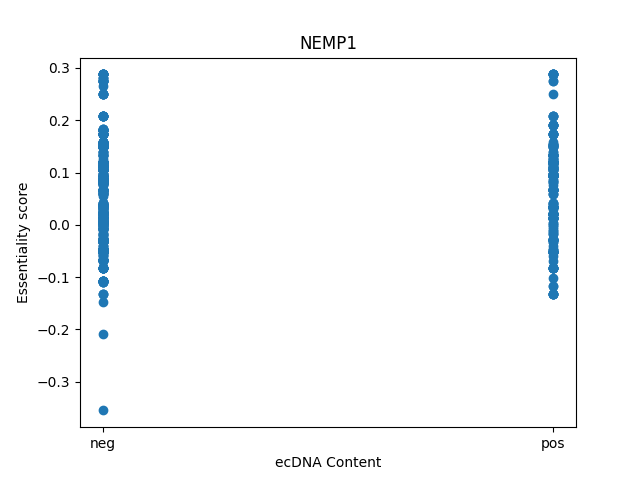 NEMP1
Essentiality score
0.3
0.2
0.1
0.0
−0.1
−0.2
−0.3
neg
pos
ecDNA Content